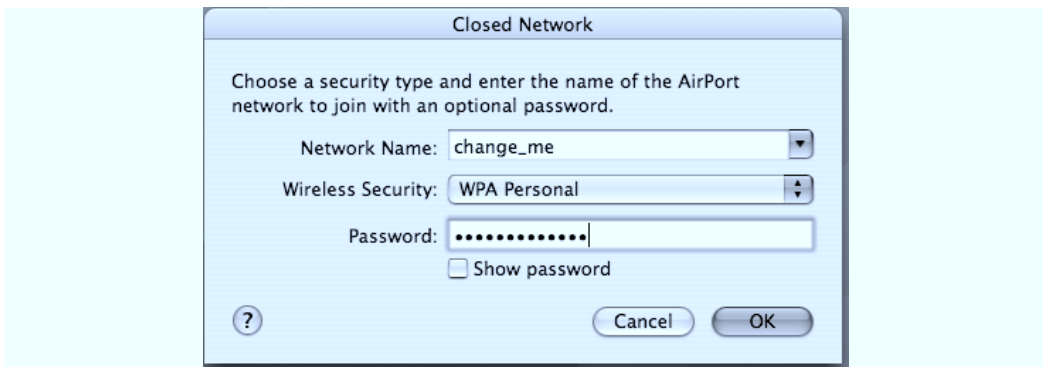 Closed Network
Choose a security type and enter the name of the AirPort
network to join with an optional password.
Network Name: change_me
Wireless Security: WPA Personal
Password: •••••••••••••
Show password
? Cancel OK